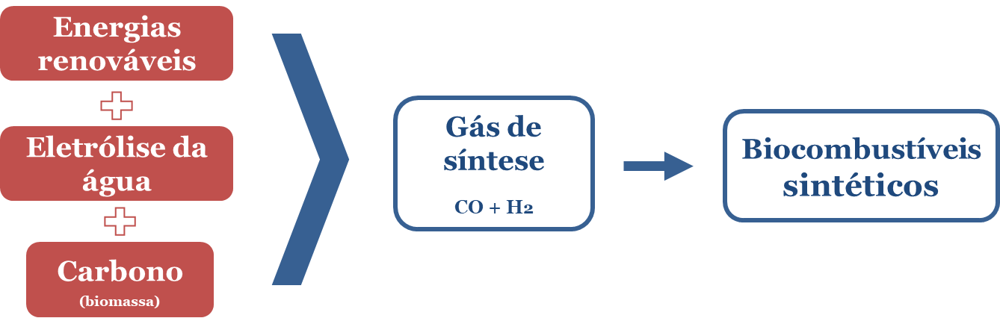 Energias
renováveis
Eletrólise da
água
Carbono
(biomassa)
Gás de
síntese
CO + H2
Biocombustíveis
sintéticos